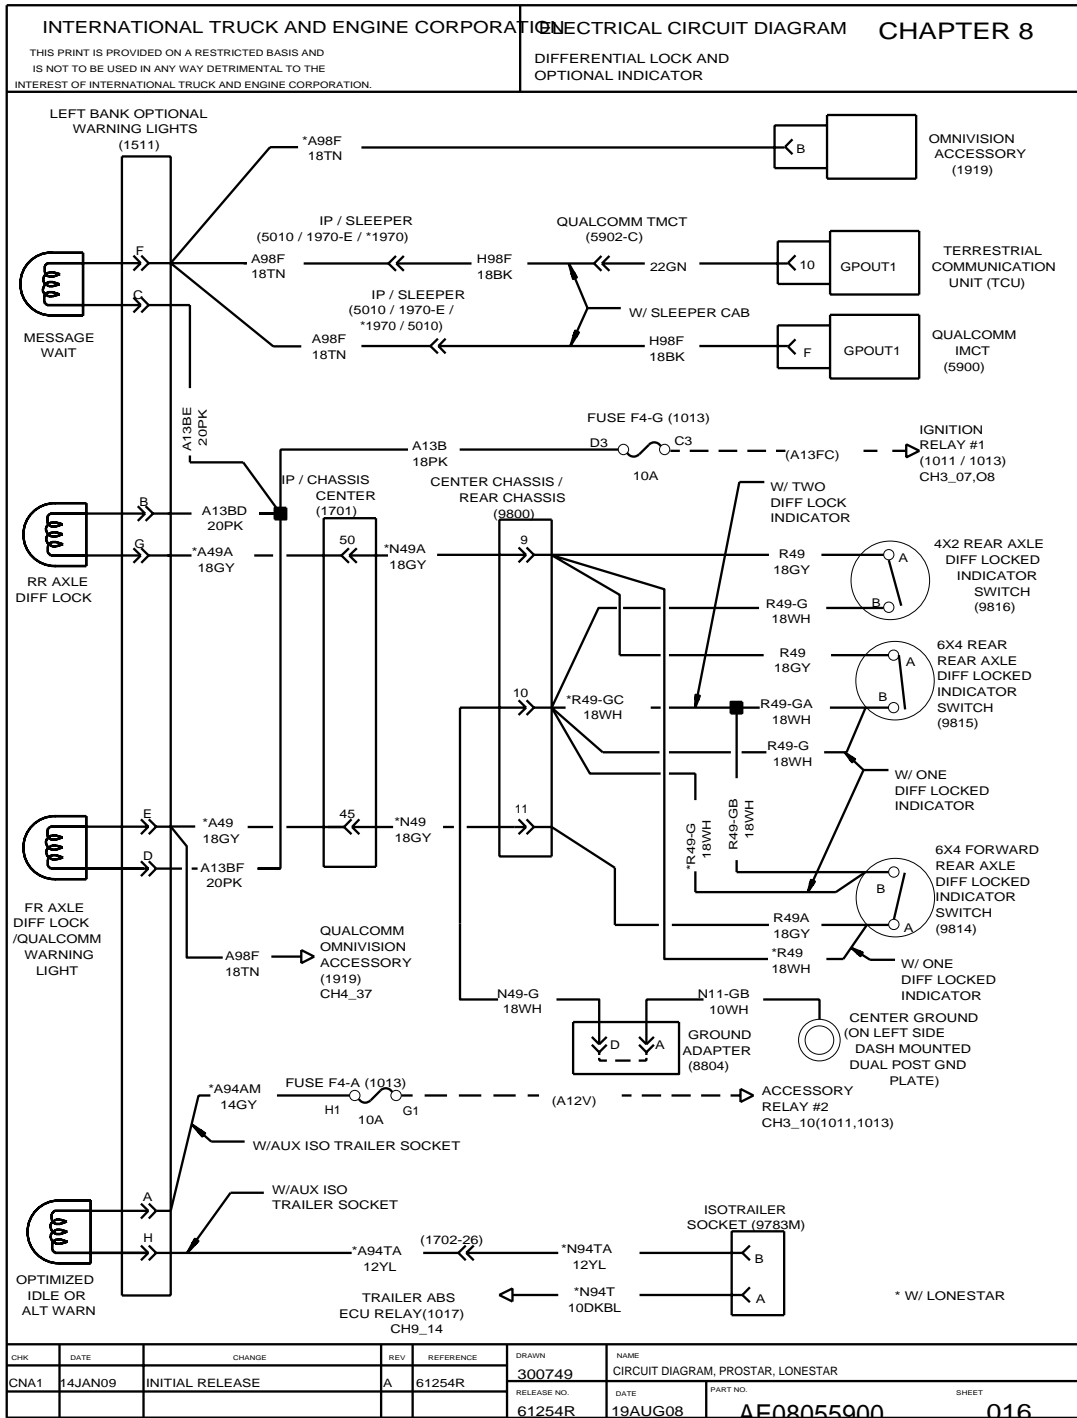 INTERNATIONAL TRUCK AND ENGINE CORPORATION
ELECTRICAL CIRCUIT DIAGRAM
CHAPTER 8
THIS PRINT IS PROVIDED ON A RESTRICTED BASIS AND
IS NOT TO BE USED IN ANY WAY DETRIMENTAL TO THE
INTEREST OF INTERNATIONAL TRUCK AND ENGINE CORPORATION.
DIFFERENTIAL LOCK AND
OPTIONAL INDICATOR
LEFT BANK OPTIONAL
WARNING LIGHTS
(1511)
*A98F
18TN
B
OMNIVISION
ACCESSORY
(1919)
IP / SLEEPER
(5010 / 1970-E / *1970)
QUALCOMM TMCT
(5902-C)
F
A98F
18TN
H98F
18BK
22GN
10
GPOUT1
TERRESTRIAL
COMMUNICATION
UNIT (TCU)
C
IP / SLEEPER
(5010 / 1970-E /
*1970 / 5010)
W/ SLEEPER CAB
MESSAGE
WAIT
A98F
18TN
H98F
18BK
F
GPOUT1
QUALCOMM
IMCT
(5900)
A13BE
20PK
FUSE F4-G (1013)
A13B
18PK
D3
C3
10A
(A13FC)
IGNITION
RELAY #1
(1011 / 1013)
CH3_07,O8
IP / CHASSIS
CENTER
(1701)
CENTER CHASSIS /
REAR CHASSIS
(9800)
W/ TWO
DIFF LOCK
INDICATOR
B
A13BD
20PK
G
*A49A
18GY
50
*N49A
18GY
9
R49
18GY
A
B
4X2 REAR AXLE
DIFF LOCKED
INDICATOR
SWITCH
(9816)
RR AXLE
DIFF LOCK
R49-G
18WH
R49
18GY
A
B
6X4 REAR
REAR AXLE
DIFF LOCKED
INDICATOR
SWITCH
(9815)
10
*R49-GC
18WH
R49-GA
18WH
R49-G
18WH
W/ ONE
DIFF LOCKED
INDICATOR
*R49-G
18WH
R49-GB
18WH
E
*A49
18GY
45
*N49
18GY
11
D
A13BF
20PK
6X4 FORWARD
REAR AXLE
DIFF LOCKED
INDICATOR
SWITCH
(9814)
B
A
FR AXLE
DIFF LOCK
/QUALCOMM
WARNING
LIGHT
A98F
18TN
QUALCOMM
OMNIVISION
ACCESSORY
(1919)
CH4_37
R49A
18GY
*R49
18WH
W/ ONE
DIFF LOCKED
INDICATOR
N49-G
18WH
N11-GB
10WH
D
A
GROUND
ADAPTER
(8804)
CENTER GROUND
(ON LEFT SIDE
DASH MOUNTED
DUAL POST GND
PLATE)
*A94AM
14GY
FUSE F4-A (1013)
H1
10A
G1
(A12V)
ACCESSORY
RELAY #2
CH3_10(1011,1013)
W/AUX ISO TRAILER SOCKET
A
W/AUX ISO
TRAILER SOCKET
H
ISOTRAILER
SOCKET (9783M)
*A94TA
12YL
(1702-26)
*N94TA
12YL
B
OPTIMIZED
IDLE OR
ALT WARN
TRAILER ABS
ECU RELAY(1017)
CH9_14
*N94T
10DKBL
A
* W/ LONESTAR
CHK
DATE
CHANGE
REV
REFERENCE
DRAWN
NAME
CNA1
14JAN09
INITIAL RELEASE
A
61254R
300749
CIRCUIT DIAGRAM, PROSTAR, LONESTAR
RELEASE NO.
DATE
PART NO.
SHEET
61254R
19AUG08
AE08055900
016